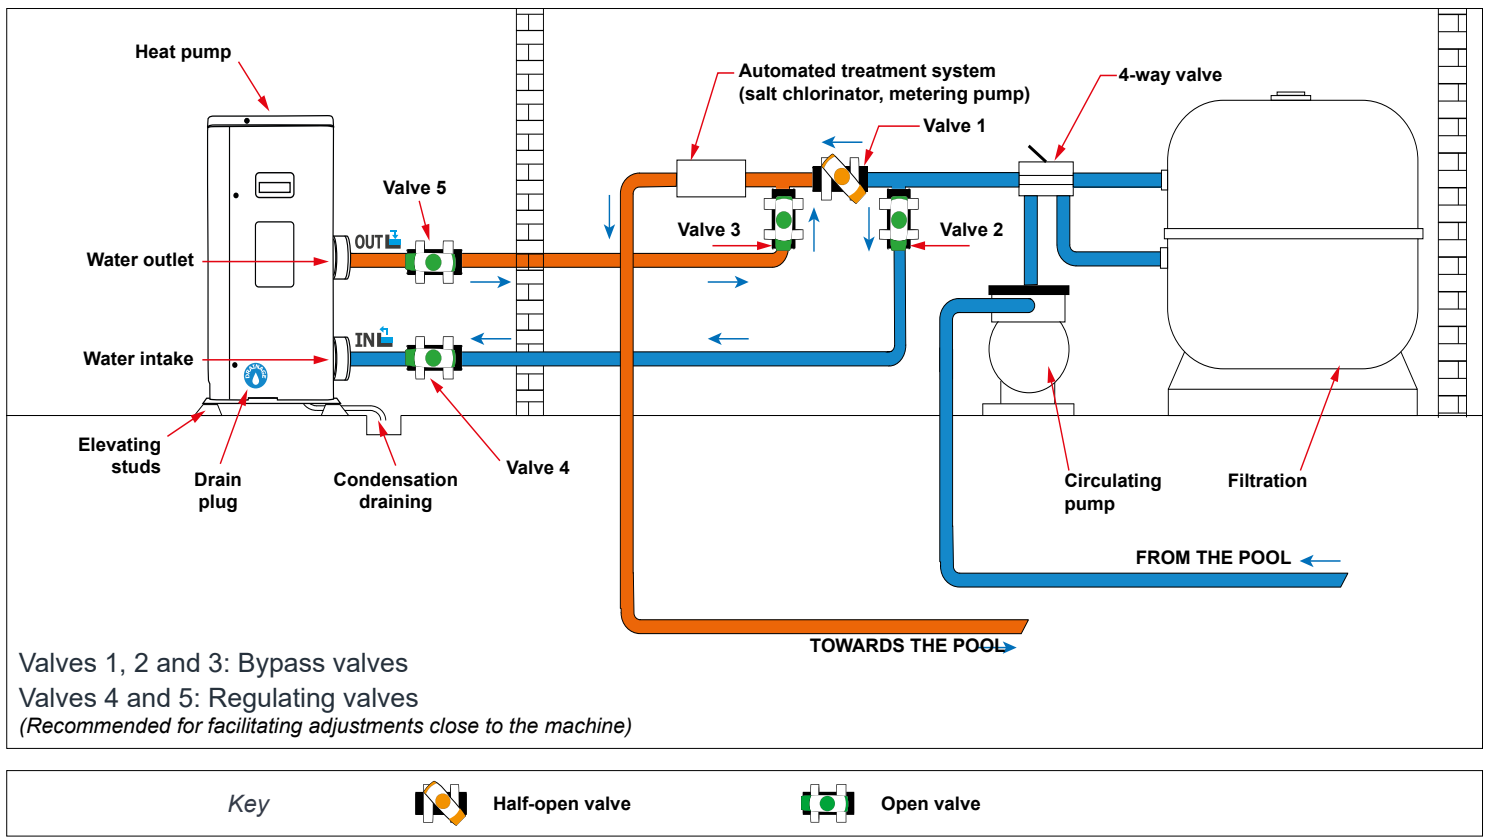 Heat pump
Automated treatment system
(salt chlorinator, metering pump)
4-way valve
Valve 1
Valve 5
Valve 3
Valve 2
OUT
Water outlet
IN
Water intake
DRAINAGE
Elevating
studs
Drain
plug
Condensation
draining
Valve 4
Circulating
pump
Filtration
FROM THE POOL
TOWARDS THE POOL
Valves 1, 2 and 3: Bypass valves
Valves 4 and 5: Regulating valves
(Recommended for facilitating adjustments close to the machine)
Key
Half-open valve
Open valve